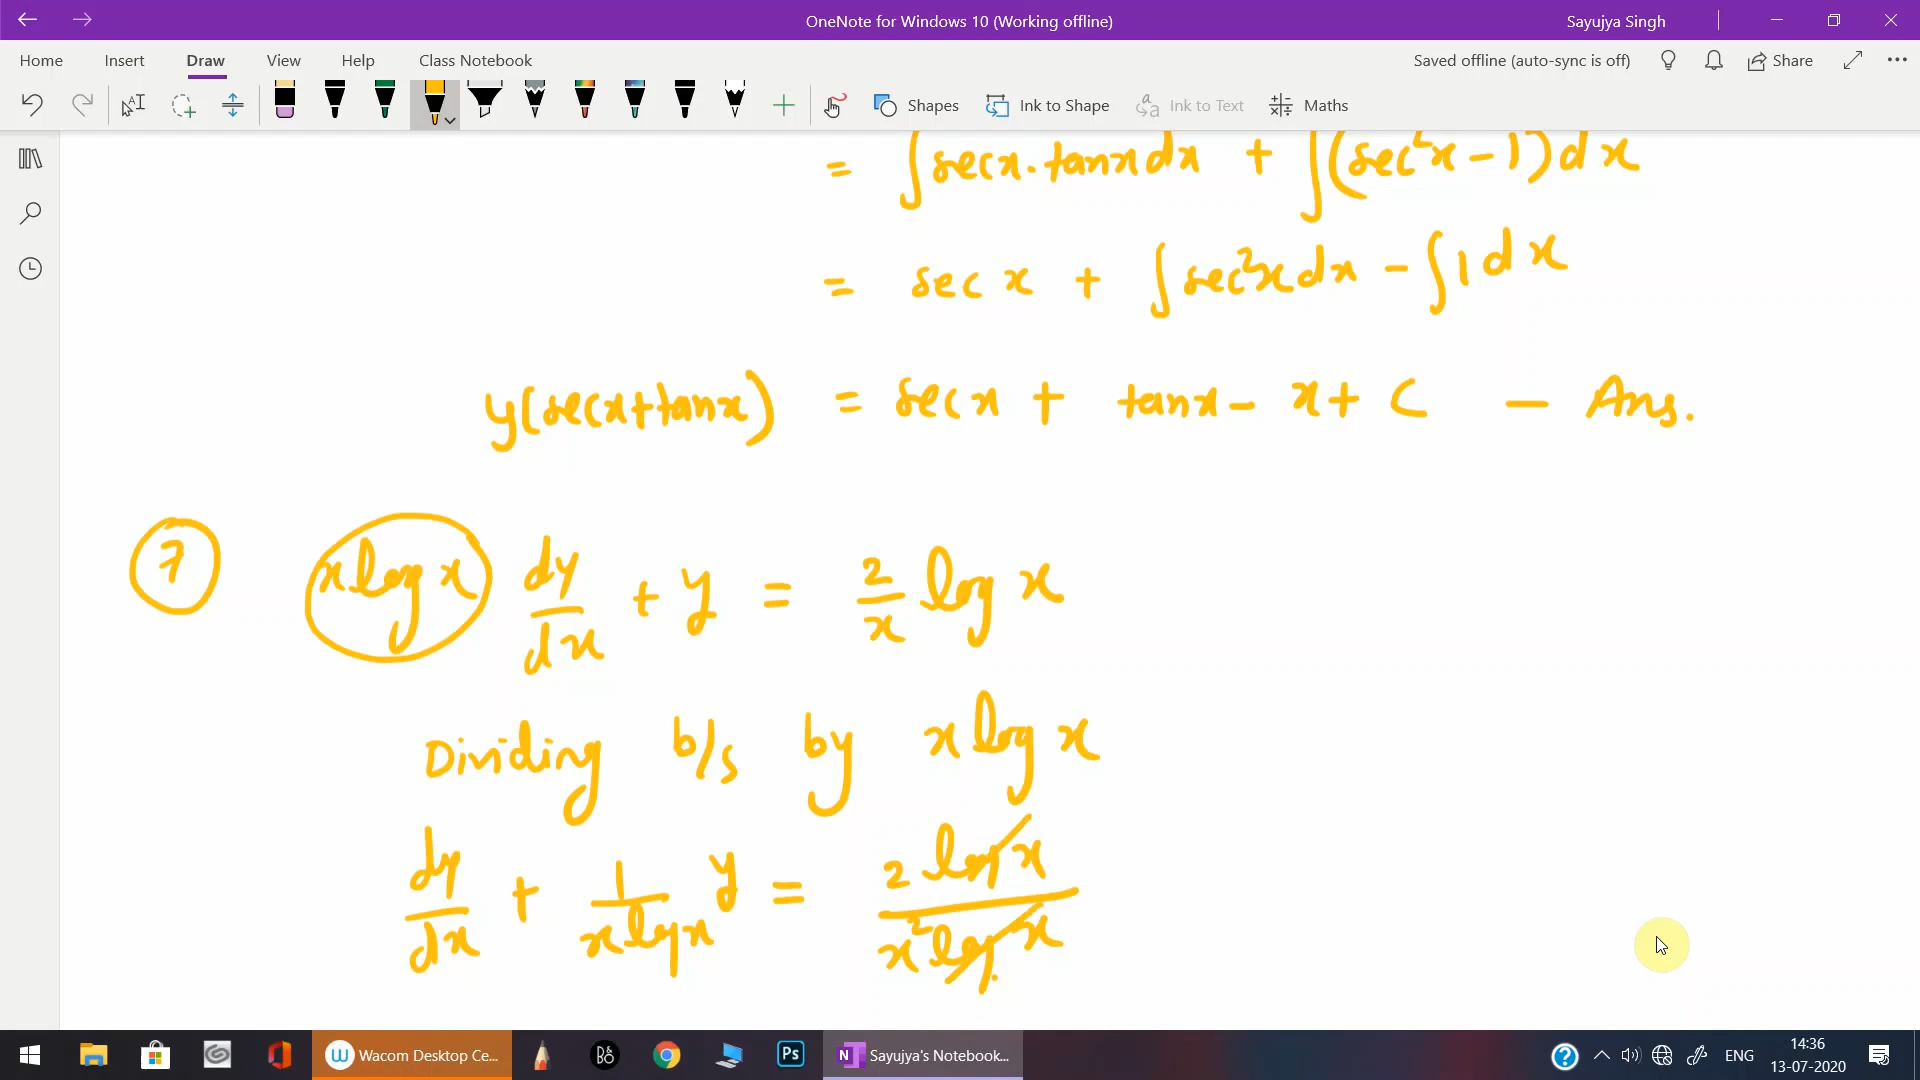 OneNote for Windows 10 (Working offline)
Sayujya Singh
Home Insert Draw View Help Class Notebook
Saved offline (auto-sync is off) Share
Shapes Ink to Shape Ink to Text Maths
= ∫secx·tanx dx + ∫(sec²x-1)dx
= sec x + ∫sec²x dx - ∫1 dx
y(secx+tanx) = secx + tanx - x + C - Ans.
7 xlogx dy/dx + y = 2/x log x
Dividing b/s by x log x
dy/dx + 1/(x log x) y = 2 log x / x² log x
Wacom Desktop Ce...
Ps
Sayujya's Notebook...
ENG
14:36
13-07-2020